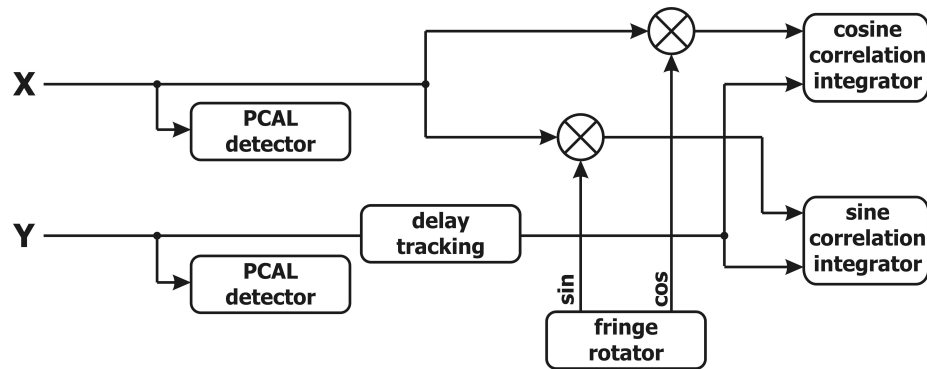 cosine
correlation
integrator
X
PCAL
detector
sine
correlation
integrator
Y
delay
tracking
PCAL
detector
sin
cos
fringe
rotator